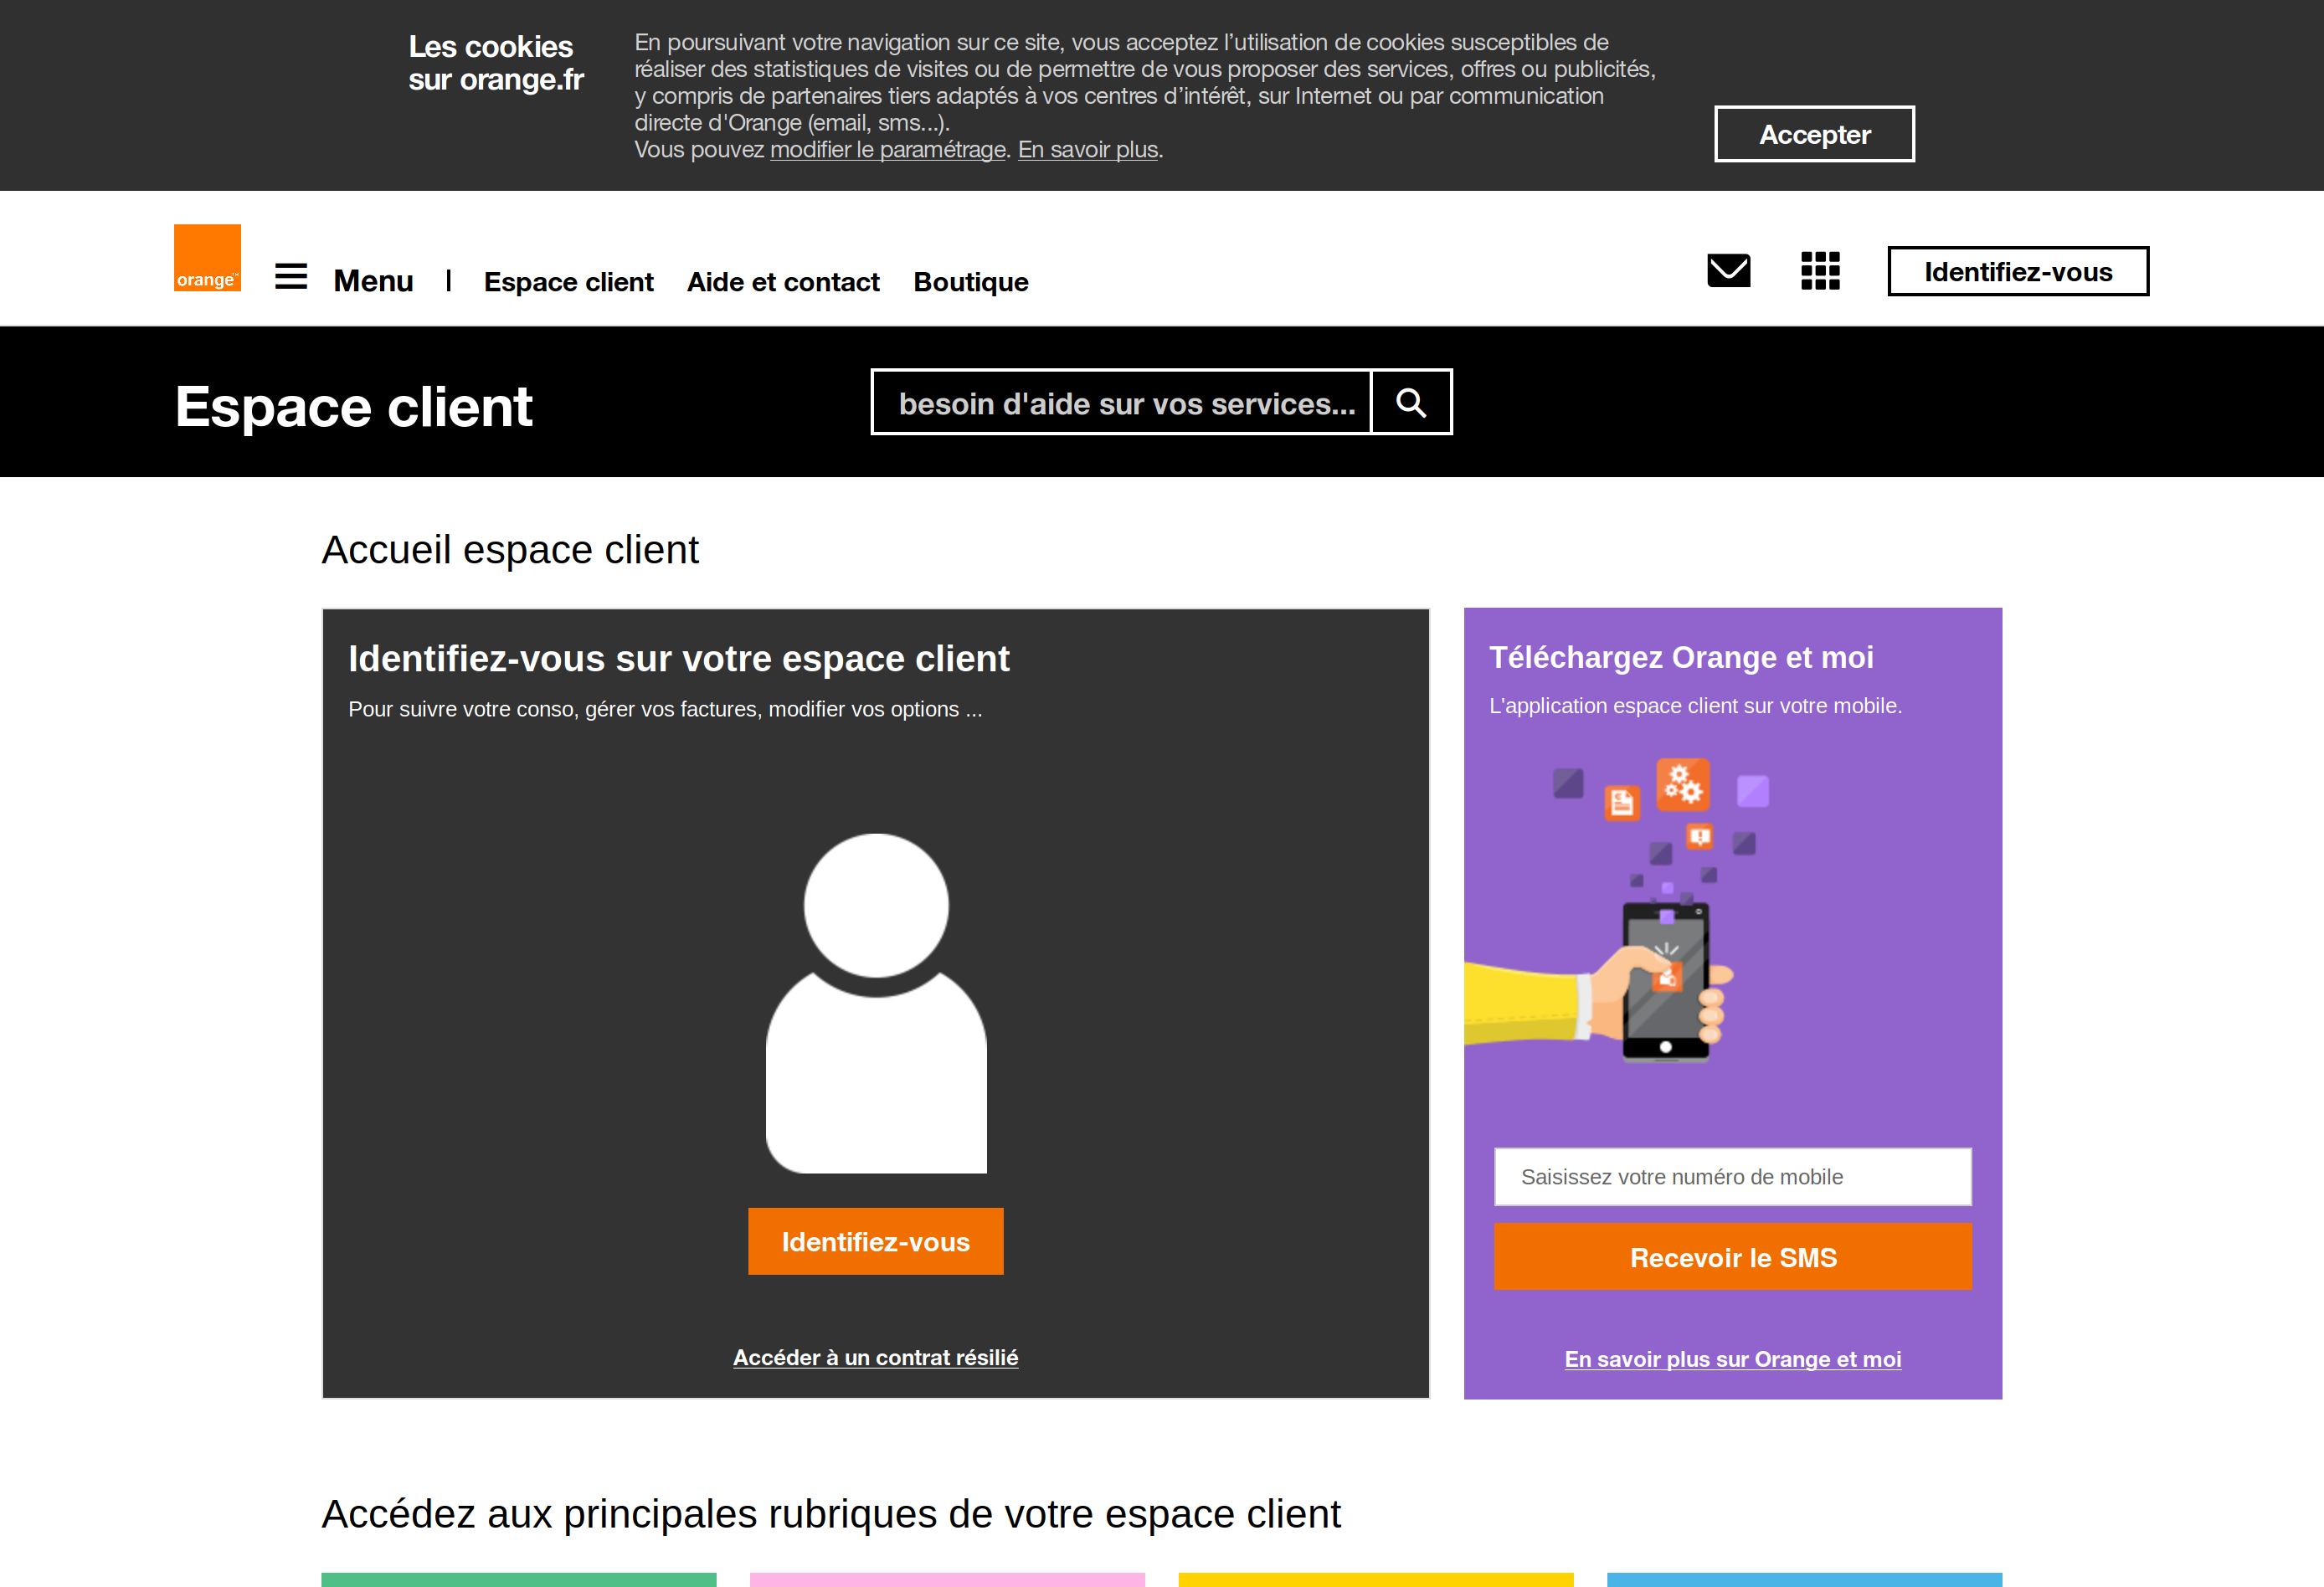 Les cookies
sur orange.fr
En poursuivant votre navigation sur ce site, vous acceptez l’utilisation de cookies susceptibles de
réaliser des statistiques de visites ou de permettre de vous proposer des services, offres ou publicités,
y compris de partenaires tiers adaptés à vos centres d’intérêt, sur Internet ou par communication
directe d'Orange (email, sms...).
Vous pouvez modifier le paramétrage. En savoir plus.
Accepter
orange™
Menu
Espace client
Aide et contact
Boutique
Identifiez-vous
Espace client
besoin d'aide sur vos services...
Accueil espace client
Identifiez-vous sur votre espace client
Pour suivre votre conso, gérer vos factures, modifier vos options ...
Identifiez-vous
Accéder à un contrat résilié
Téléchargez Orange et moi
L'application espace client sur votre mobile.
Saisissez votre numéro de mobile
Recevoir le SMS
En savoir plus sur Orange et moi
Accédez aux principales rubriques de votre espace client